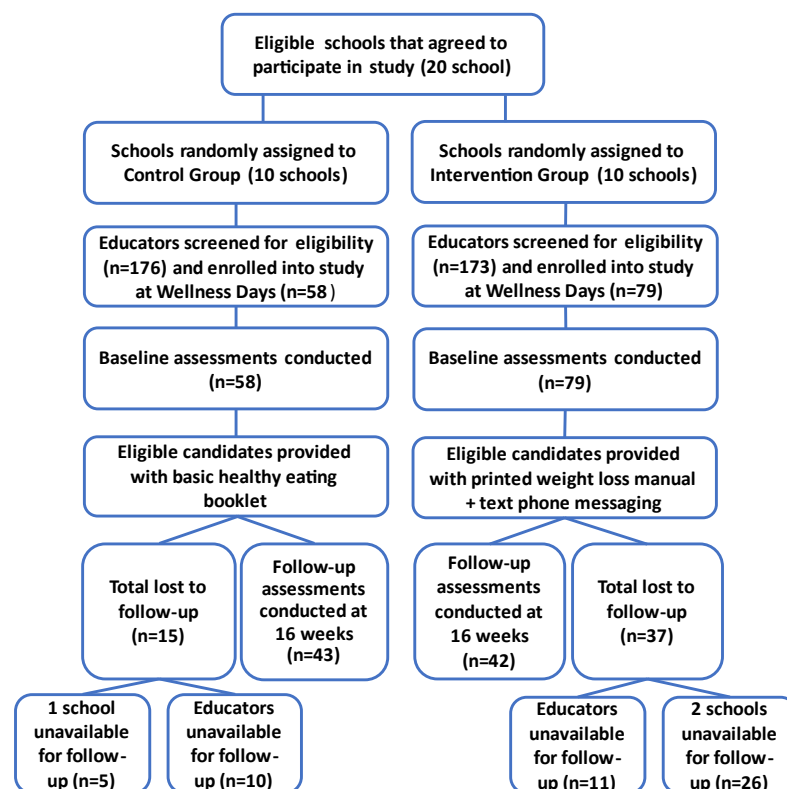 Eligible schools that agreed to
participate in study (20 school)
Schools randomly assigned to
Control Group (10 schools)
Schools randomly assigned to
Intervention Group (10 schools)
Educators screened for eligibility
(n=176) and enrolled into study
at Wellness Days (n=58)
Educators screened for eligibility
(n=173) and enrolled into study
at Wellness Days (n=79)
Baseline assessments conducted
(n=58)
Baseline assessments conducted
(n=79)
Eligible candidates provided
with basic healthy eating
booklet
Eligible candidates provided
with printed weight loss manual
+ text phone messaging
Total lost to
follow-up
(n=15)
Follow-up
assessments
conducted at
16 weeks
(n=43)
Follow-up
assessments
conducted at
16 weeks
(n=42)
Total lost to
follow-up
(n=37)
1 school
unavailable
for follow-
up (n=5)
Educators
unavailable
for follow-
up (n=10)
Educators
unavailable
for follow-
up (n=11)
2 schools
unavailable
for follow-
up (n=26)